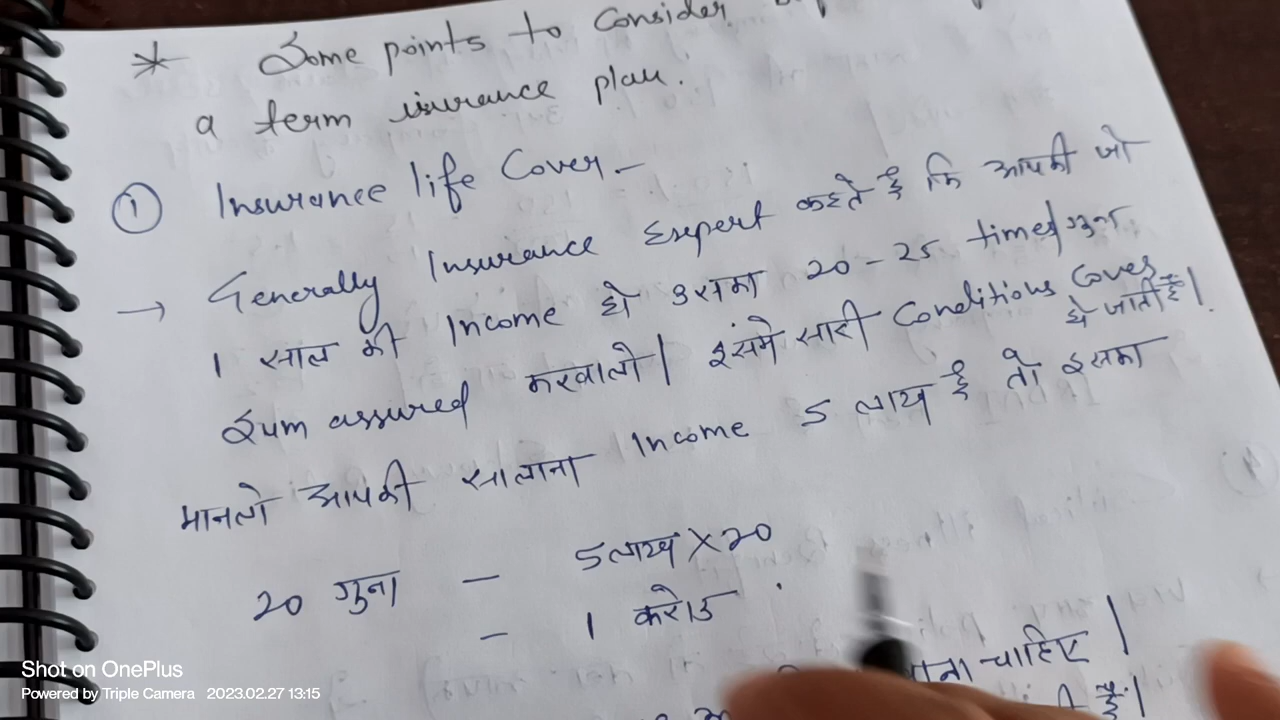 * Some points to Consider
a term insurance plan.
① Insurance life Cover. -
→ Generally Insurance Expert कहते है कि आपकी जो
1 साल की Income हो उसका 20 - 25 times/गुना
Sum assured करवालो। इसमे सारी Conditions Cover
हो जाती है।
मानलो आपकी सालाना Income 5 लाख है तो इसका
20 गुना - 5 लाख × 20
- 1 करोड
चाहिए।
है।
Shot on OnePlus
Powered by Triple Camera 2023.02.27 13:15